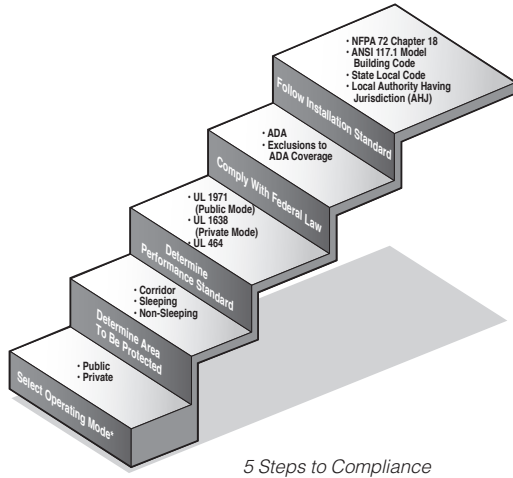 • NFPA 72 Chapter 18
• ANSI 117.1 Model
Building Code
• State Local Code
• Local Authority Having
Jurisdiction (AHJ)
Follow Installation Standard
• ADA
• Exclusions to
ADA Coverage
Comply With Federal Law
• UL 1971
(Public Mode)
• UL 1638
(Private Mode)
• UL 464
Determine
Performance Standard
• Corridor
• Sleeping
• Non-Sleeping
Determine Area
To Be Protected
• Public
• Private
Select Operating Mode*
5 Steps to Compliance